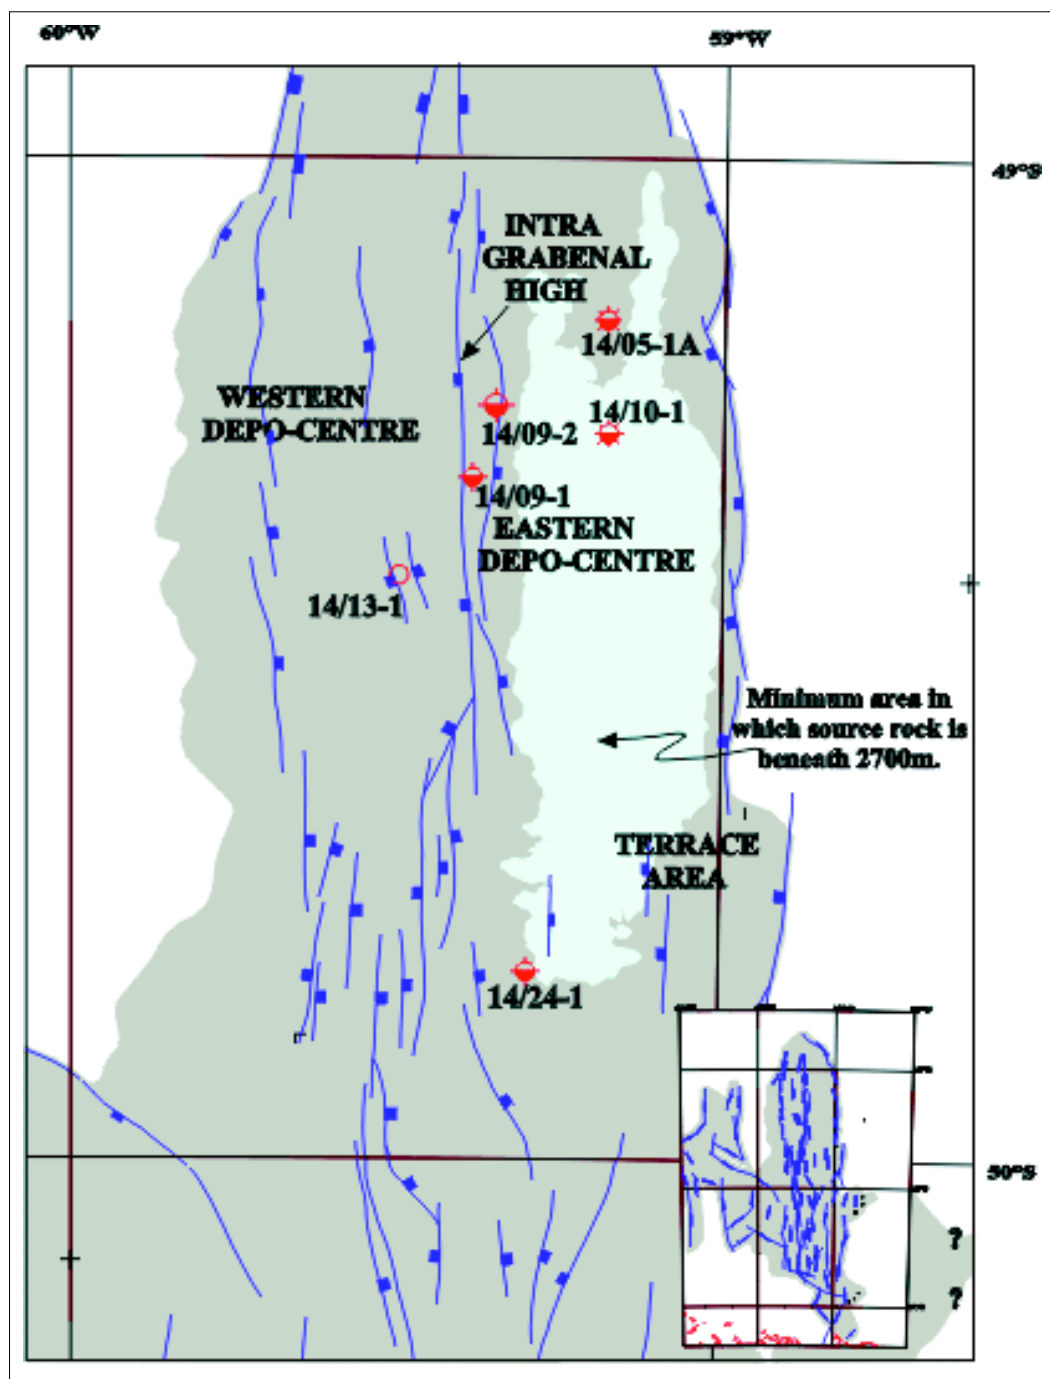 60°W
59°W
49°S
INTRA
GRABENAL
HIGH
14/05-1A
WESTERN
DEPO-CENTRE
14/10-1
14/09-2
14/09-1
EASTERN
DEPO-CENTRE
14/13-1
Minimum area in
which source rock is
beneath 2700m.
TERRACE
AREA
14/24-1
50°S
?
?